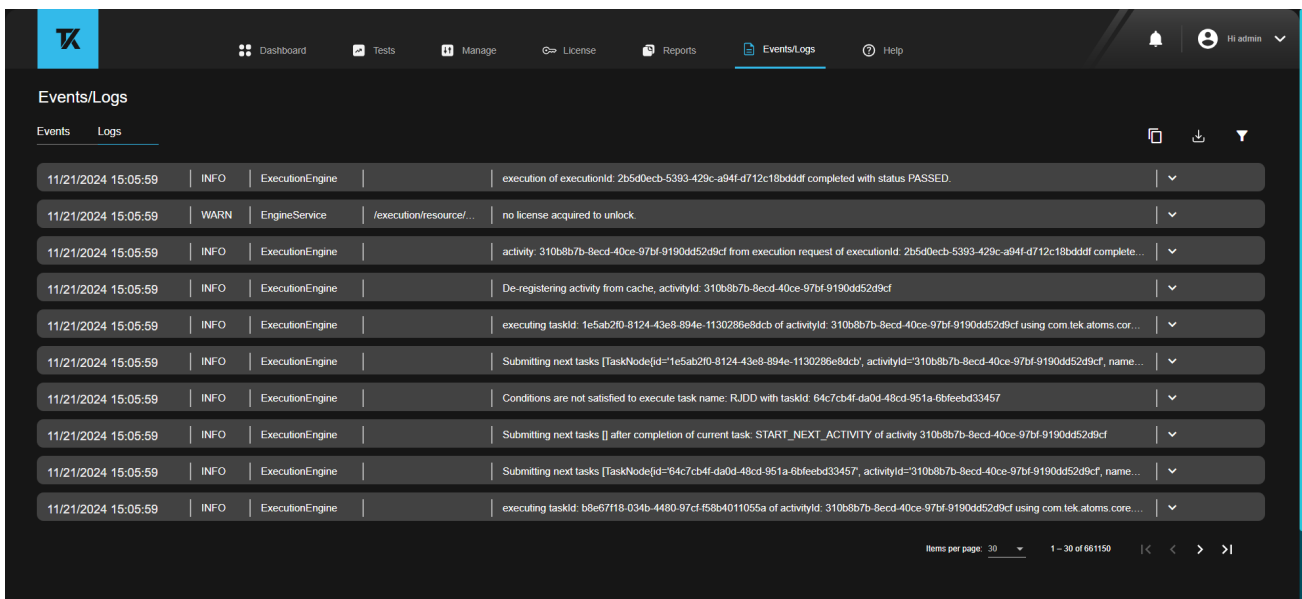 TK
Dashboard Tests Manage License Reports Events/Logs Help Hi admin
Events/Logs
Events Logs
11/21/2024 15:05:59 INFO ExecutionEngine execution of executionId: 2b5d0ecb-5393-429c-a94f-d712c18bdddf completed with status PASSED.
11/21/2024 15:05:59 WARN EngineService /execution/resource/... no license acquired to unlock.
11/21/2024 15:05:59 INFO ExecutionEngine activity: 310b8b7b-8ecd-40ce-97bf-9190dd52d9cf from execution request of executionId: 2b5d0ecb-5393-429c-a94f-d712c18bdddf complete...
11/21/2024 15:05:59 INFO ExecutionEngine De-registering activity from cache, activityId: 310b8b7b-8ecd-40ce-97bf-9190dd52d9cf
11/21/2024 15:05:59 INFO ExecutionEngine executing taskId: 1e5ab2f0-8124-43e8-894e-1130286e8dcb of activityId: 310b8b7b-8ecd-40ce-97bf-9190dd52d9cf using com.tek.atoms.cor...
11/21/2024 15:05:59 INFO ExecutionEngine Submitting next tasks [TaskNode{id='1e5ab2f0-8124-43e8-894e-1130286e8dcb', activityId='310b8b7b-8ecd-40ce-97bf-9190dd52d9cf', name...
11/21/2024 15:05:59 INFO ExecutionEngine Conditions are not satisfied to execute task name: RJDD with taskId: 64c7cb4f-da0d-48cd-951a-6bfeebd33457
11/21/2024 15:05:59 INFO ExecutionEngine Submitting next tasks [] after completion of current task: START_NEXT_ACTIVITY of activity 310b8b7b-8ecd-40ce-97bf-9190dd52d9cf
11/21/2024 15:05:59 INFO ExecutionEngine Submitting next tasks [TaskNode{id='64c7cb4f-da0d-48cd-951a-6bfeebd33457', activityId='310b8b7b-8ecd-40ce-97bf-9190dd52d9cf', name...
11/21/2024 15:05:59 INFO ExecutionEngine executing taskId: b8e67f18-034b-4480-97cf-f58b4011055a of activityId: 310b8b7b-8ecd-40ce-97bf-9190dd52d9cf using com.tek.atoms.core....
Items per page: 30 1 – 30 of 661150